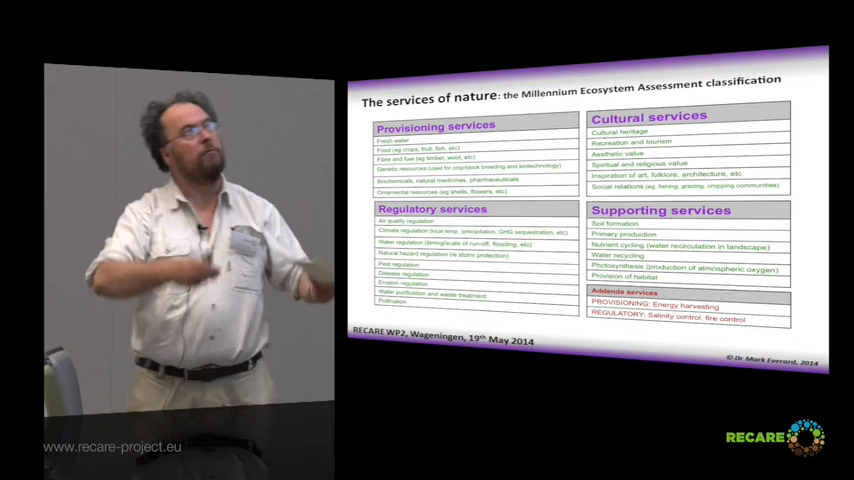 The services of nature: the Millennium Ecosystem Assessment classification
Provisioning services
Fresh water
Food (eg crops, fruit, fish, etc)
Fibre and fuel (eg timber, wool, etc)
Genetic resources (used for crop/stock breeding and biotechnology)
Biochemicals, natural medicines, pharmaceuticals
Ornamental resources (eg shells, flowers, etc)
Regulatory services
Air quality regulation
Climate regulation (local temp. /precipitation, GHG sequestration, etc)
Water regulation (timing/scale of run-off, flooding, etc)
Natural hazard regulation (ie storm protection)
Pest regulation
Disease regulation
Erosion regulation
Water purification and waste treatment
Pollination
Cultural services
Cultural heritage
Recreation and tourism
Aesthetic value
Spiritual and religious value
Inspiration of art, folklore, architecture, etc
Social relations (eg. fishing, grazing, cropping communities)
Supporting services
Soil formation
Primary production
Nutrient cycling (water recirculation in landscape)
Water recycling
Photosynthesis (production of atmospheric oxygen)
Provision of habitat
Addenda services
PROVISIONING: Energy harvesting
REGULATORY: Salinity control, fire control
RECARE WP2, Wageningen, 19th May 2014
© Dr Mark Everard, 2014
www.recare-project.eu
RECARE